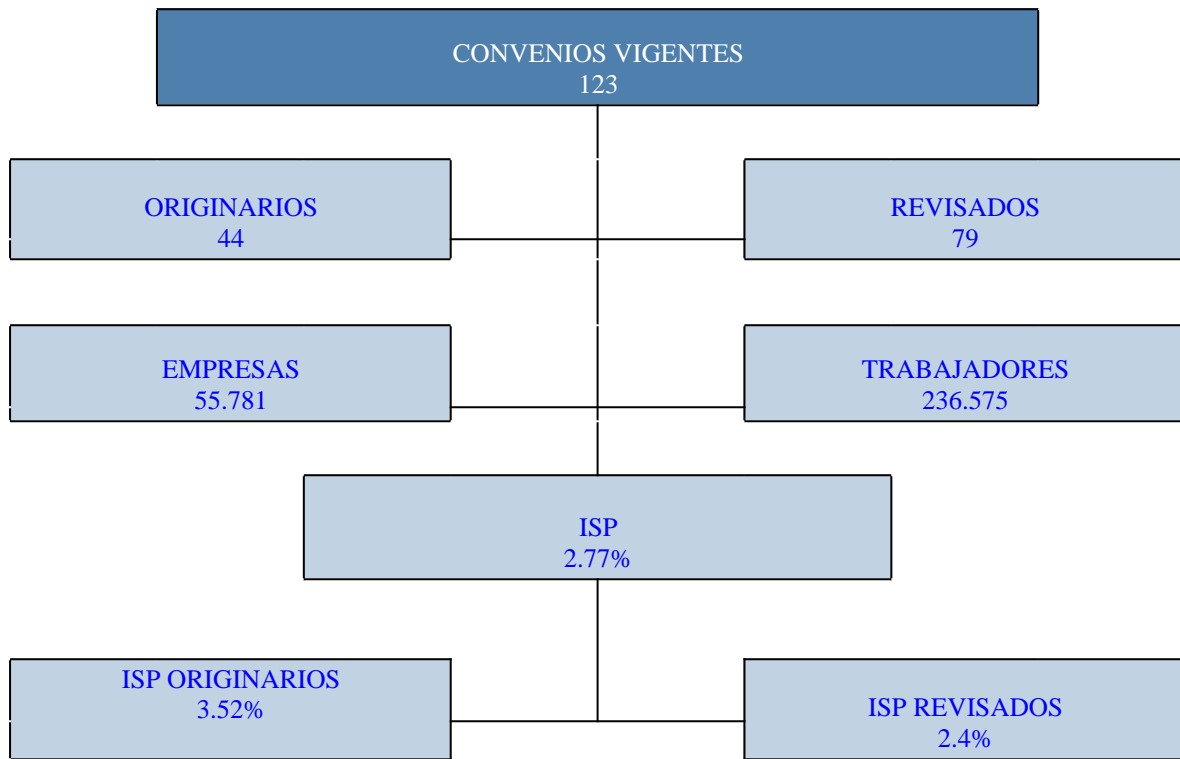 CONVENIOS VIGENTES
123
ORIGINARIOS
44
REVISADOS
79
EMPRESAS
55.781
TRABAJADORES
236.575
ISP
2.77%
ISP ORIGINARIOS
3.52%
ISP REVISADOS
2.4%